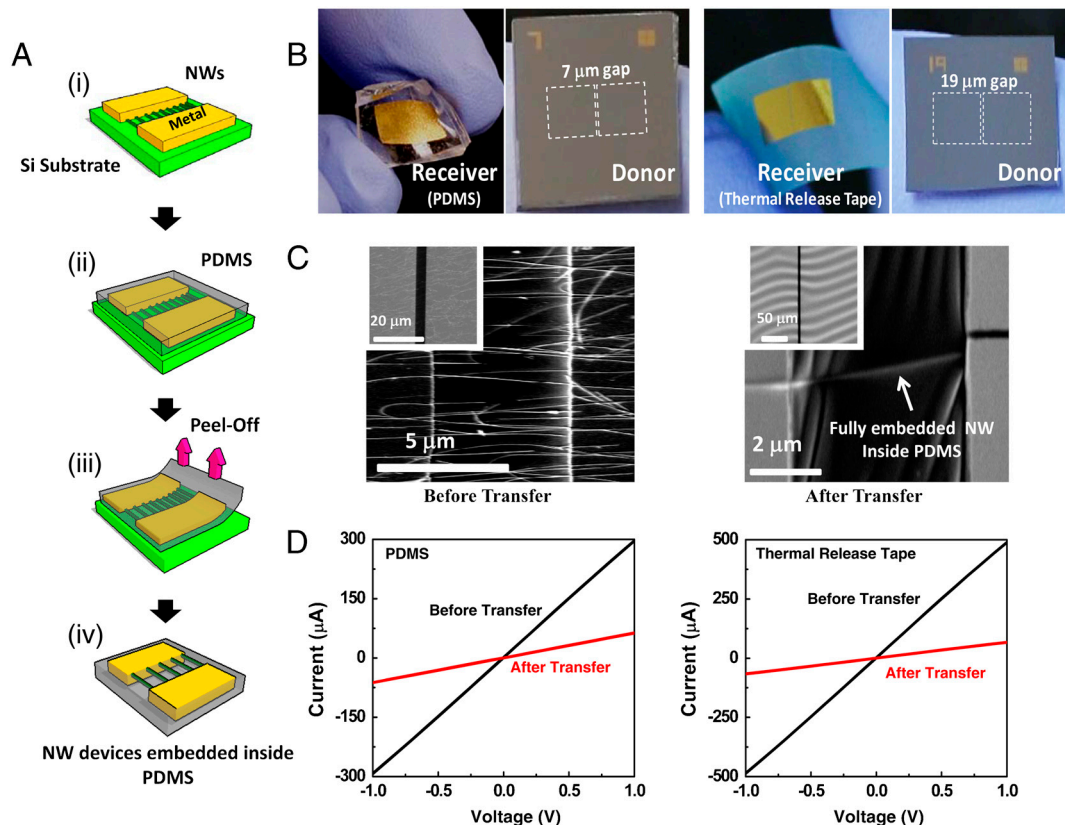 A
(i)
NWs
Metal
Si Substrate
(ii)
PDMS
(iii)
Peel-Off
(iv)
NW devices embedded inside
PDMS
B
Receiver
(PDMS)
7
7 μm gap
Donor
Receiver
(Thermal Release Tape)
19
19 μm gap
Donor
C
20 μm
5 μm
Before Transfer
50 μm
Fully embedded NW
Inside PDMS
2 μm
After Transfer
D
PDMS
Before Transfer
After Transfer
Current (μA)
300
150
0
-150
-300
-1.0 -0.5 0.0 0.5 1.0
Voltage (V)
Thermal Release Tape
Before Transfer
After Transfer
Current (μA)
500
250
0
-250
-500
-1.0 -0.5 0.0 0.5 1.0
Voltage (V)